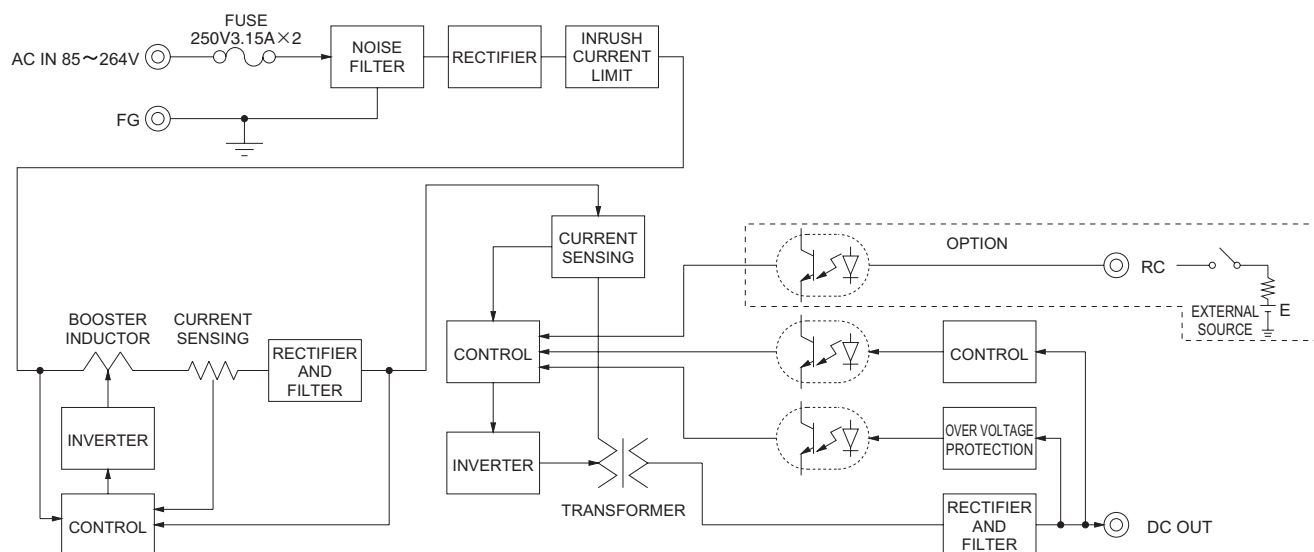 FUSE
250V3.15A×2
AC IN 85～264V
NOISE
FILTER
RECTIFIER
INRUSH
CURRENT
LIMIT
FG
CURRENT
SENSING
OPTION
RC
E
EXTERNAL
SOURCE
BOOSTER
INDUCTOR
CURRENT
SENSING
RECTIFIER
AND
FILTER
CONTROL
CONTROL
INVERTER
OVER VOLTAGE
PROTECTION
INVERTER
TRANSFORMER
CONTROL
RECTIFIER
AND
FILTER
DC OUT